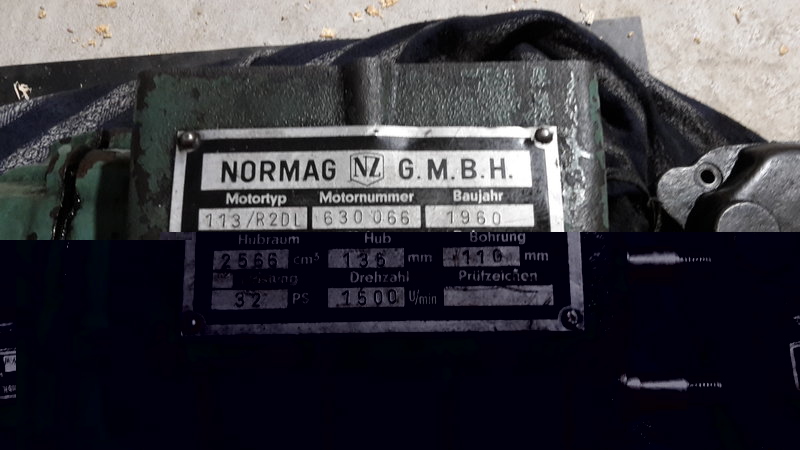 NORMAG NZ G.M.B.H.
Motortyp Motornummer Baujahr
113/R2DL 630066 1960
Hubraum Hub Bohrung
2566 cm³ 136 mm 110 mm
Drehzahl Prüfzeichen
32 PS 1500 U/min